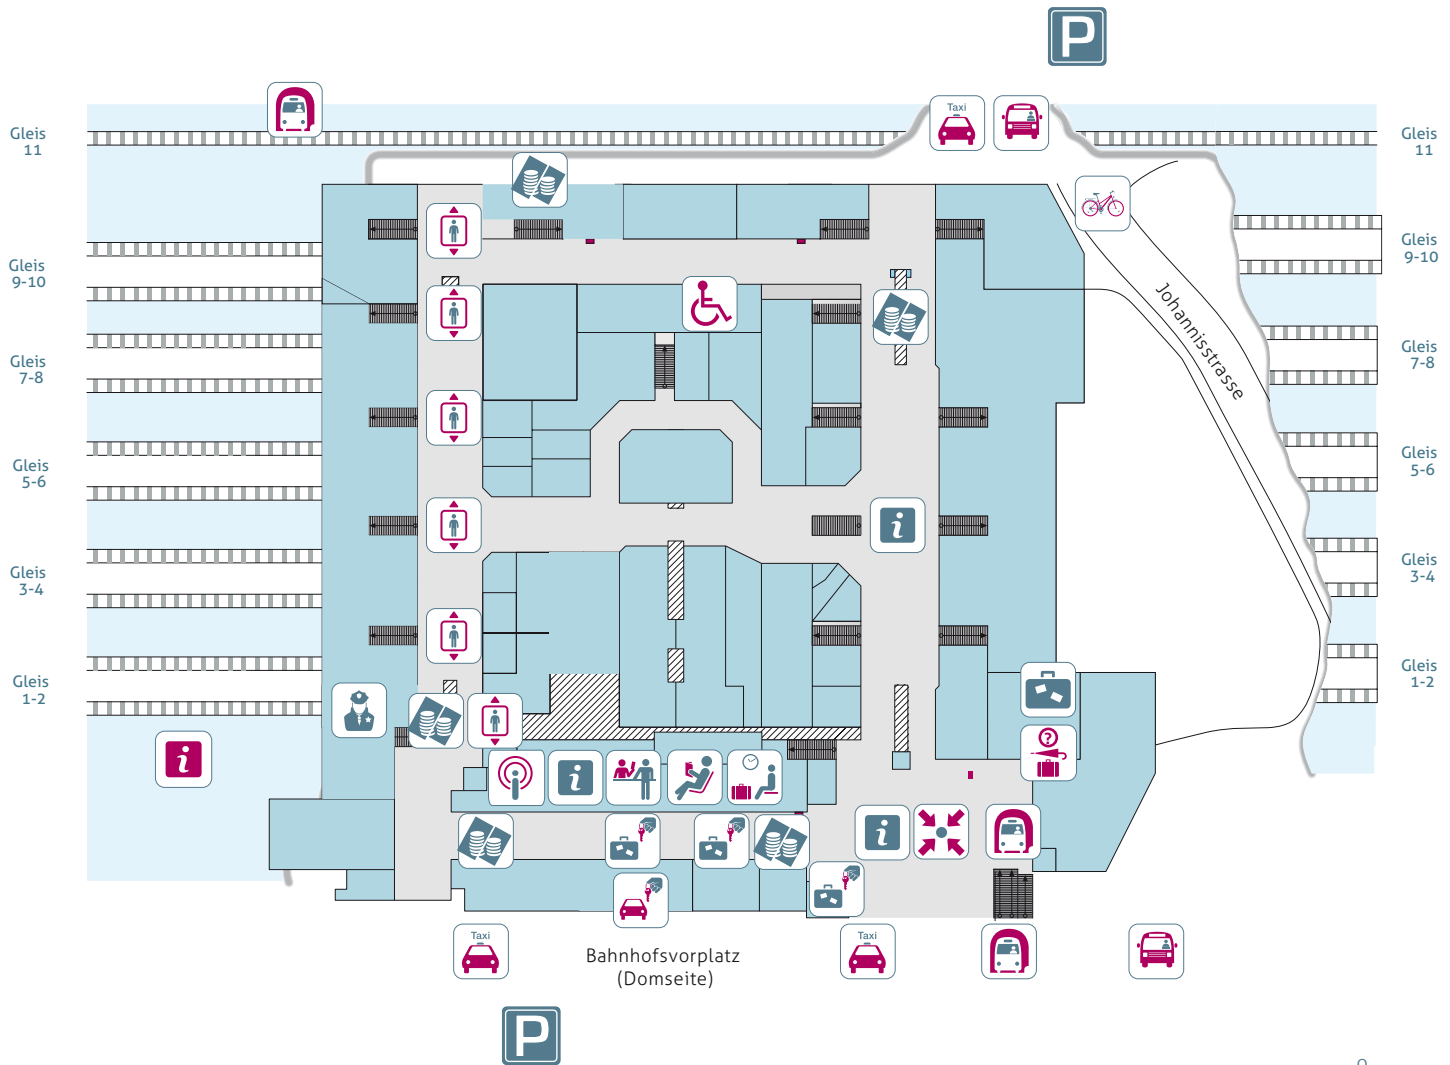 P
Taxi
Gleis
11
Gleis
9-10
Gleis
7-8
Gleis
5-6
Gleis
3-4
Gleis
1-2
Gleis
11
Gleis
9-10
Gleis
7-8
Gleis
5-6
Gleis
3-4
Gleis
1-2
Johannisstrasse
i
i
i
?
i
Taxi
Bahnhofsvorplatz
(Domseite)
Taxi
P